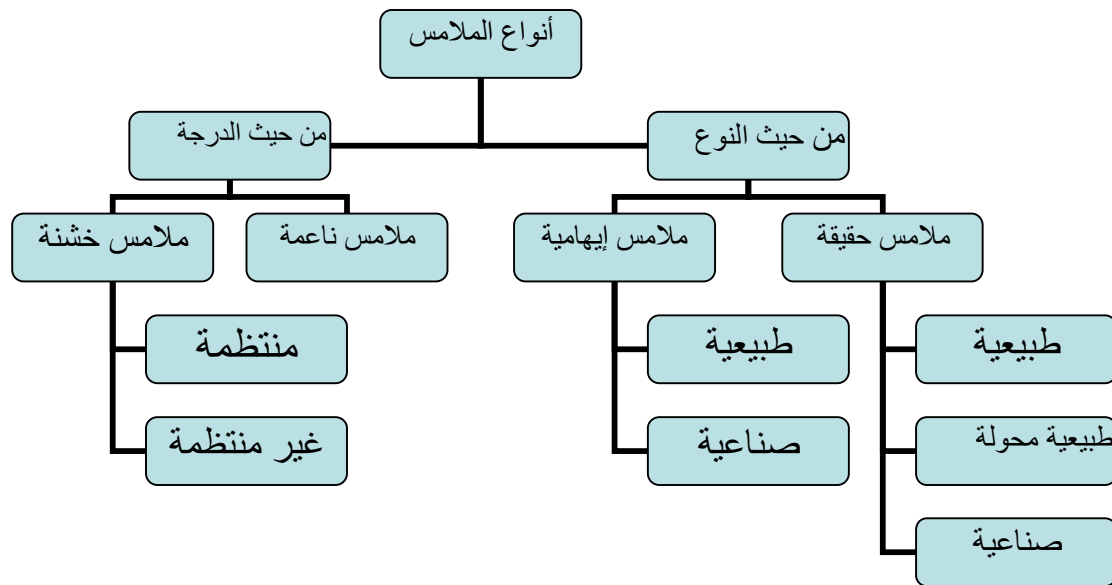 أنواع الملامس
من حيث النوع
من حيث الدرجة
ملامس حقيقة
ملامس إيهامية
ملامس ناعمة
ملامس خشنة
طبيعية
طبيعية
منتظمة
طبيعية محولة
صناعية
غير منتظمة
صناعية